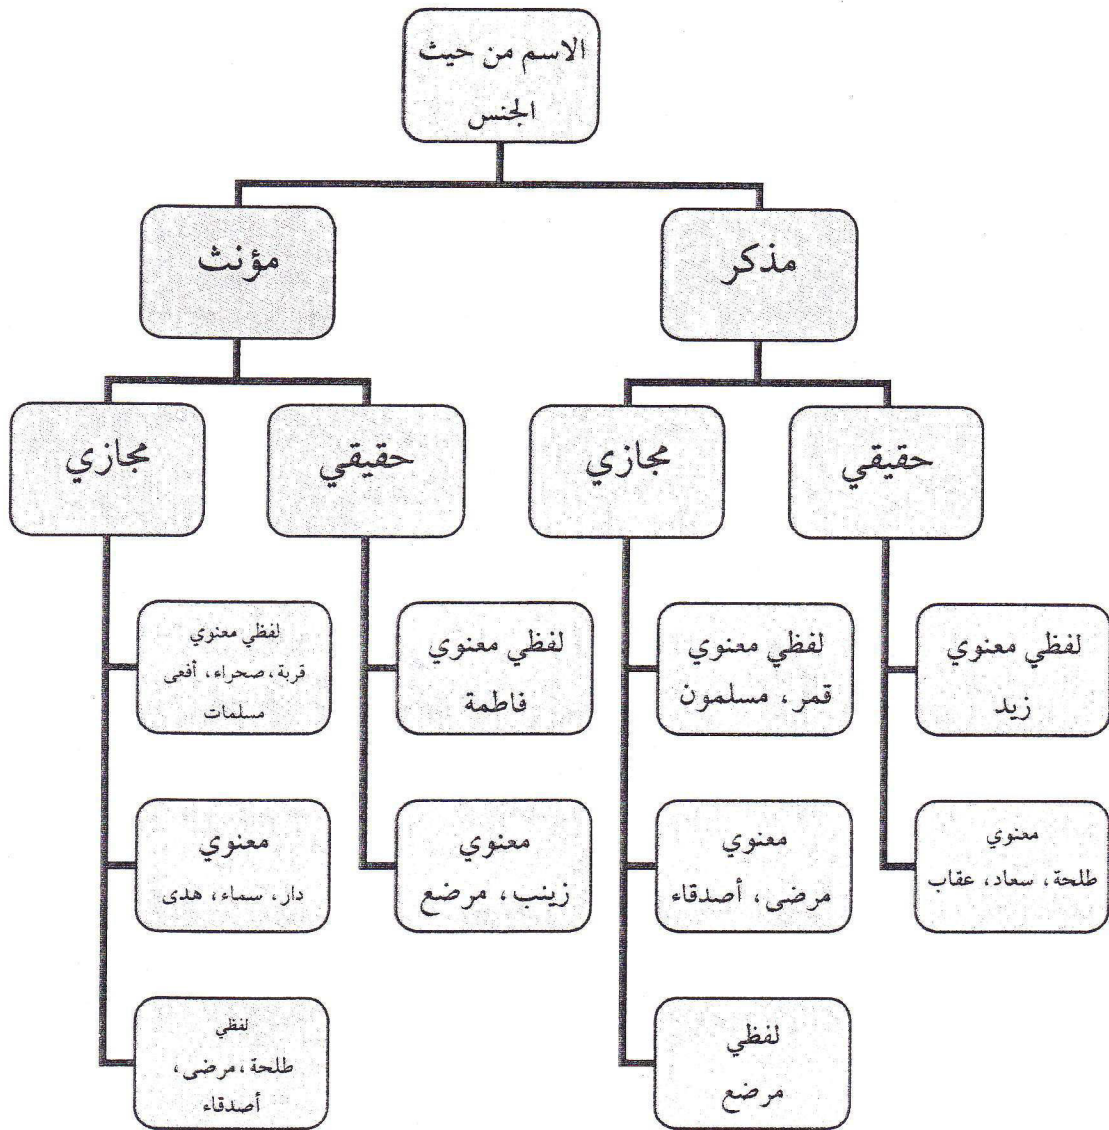 الاسم من حيث
الجنس
مذكر
مؤنث
حقيقي
مجازي
حقيقي
مجازي
لفظي معنوي
زيد
لفظي معنوي
قمر، مسلمون
لفظي معنوي
فاطمة
لفظي معنوي
قربة، صحراء، أفعى
مسلمات
معنوي
طلحة، سعاد، عقاب
معنوي
مرضى، أصدقاء
معنوي
زينب، مرضع
معنوي
دار، سماء، هدى
لفظي
مرضع
لفظي
طلحة، مرضى،
أصدقاء